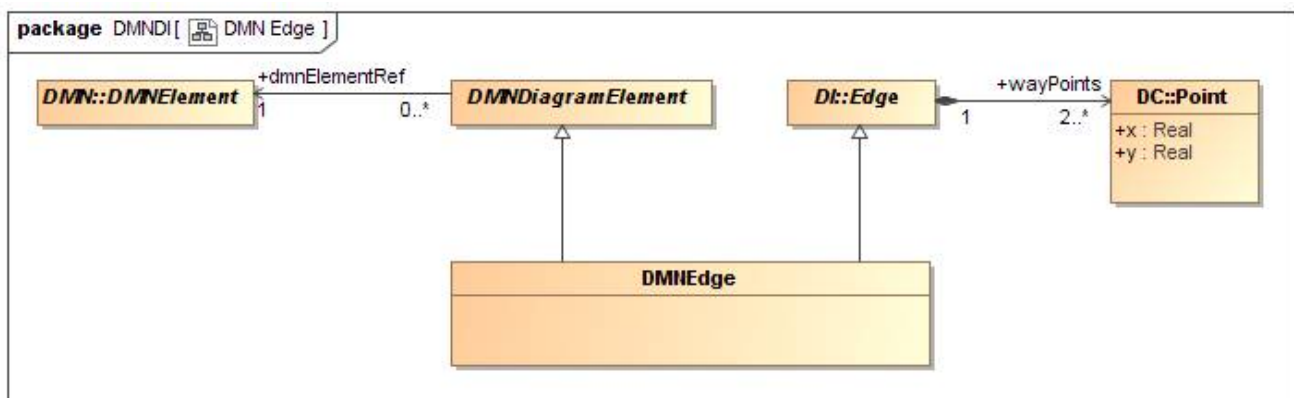 package DMNDI [ DMN Edge ]
DMN::DMNElement
+dmnElementRef
1
0..*
DMNDiagramElement
DI::Edge
1
+wayPoints
2..*
DC::Point
+x : Real
+y : Real
DMNEdge